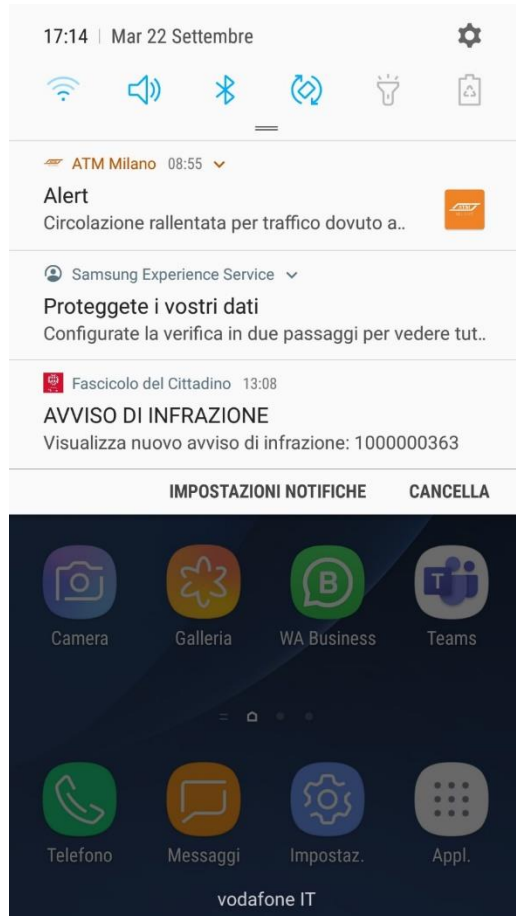 17:14 | Mar 22 Settembre
ATM Milano 08:55
Alert
Circolazione rallentata per traffico dovuto a..
ATM
Samsung Experience Service
Proteggete i vostri dati
Configurate la verifica in due passaggi per vedere tut..
Fascicolo del Cittadino 13:08
AVVISO DI INFRAZIONE
Visualizza nuovo avviso di infrazione: 1000000363
IMPOSTAZIONI NOTIFICHE CANCELLA
B T
Camera Galleria WA Business Teams
Telefono Messaggi Impostaz. Appl.
vodafone IT